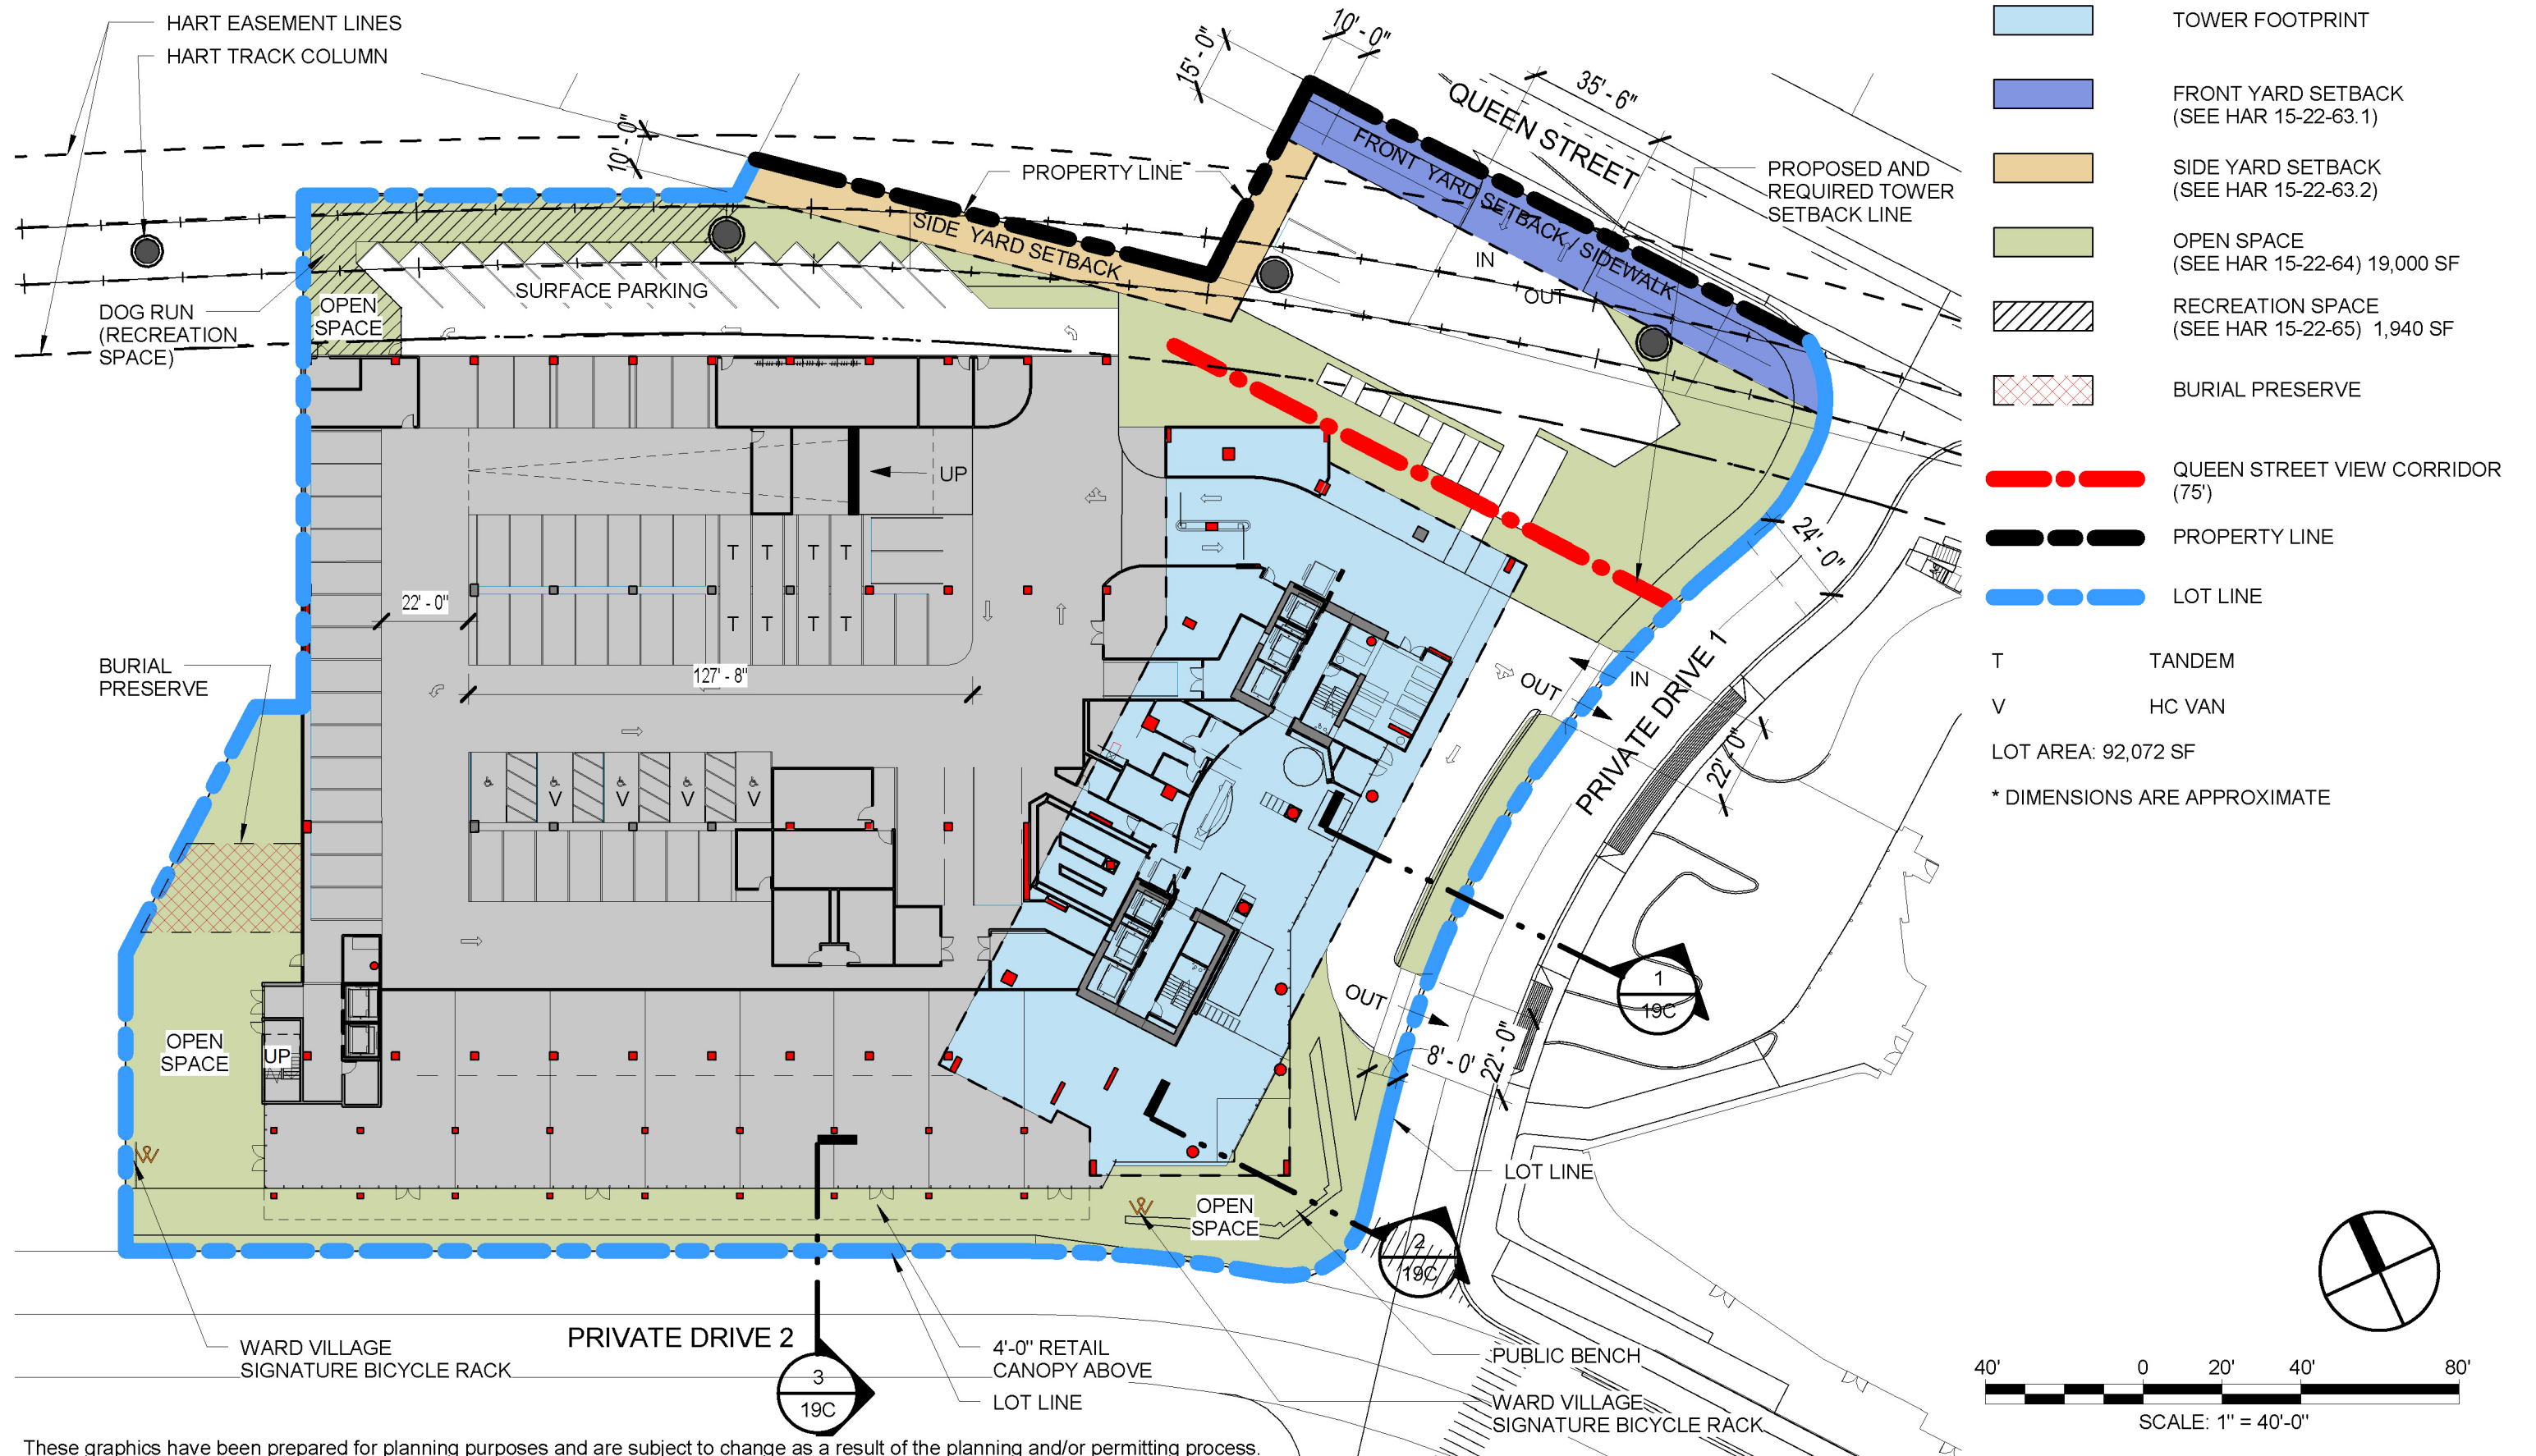 HART EASEMENT LINES
HART TRACK COLUMN
10' - 0"
15' - 0"
10' - 0"
35' - 6"
QUEEN STREET
PROPERTY LINE
FRONT YARD SETBACK / SIDEWALK
SIDE YARD SETBACK
PROPOSED AND
REQUIRED TOWER
SETBACK LINE
IN
OUT
SURFACE PARKING
OPEN
SPACE
DOG RUN
(RECREATION
SPACE)
UP
T T T T
22' - 0"
T T T T
127' - 8"
24' - 0"
BURIAL
PRESERVE
OUT
IN
PRIVATE DRIVE 1
22' - 0"
V V V V
1
19C
OUT
8' - 0"
22' - 0"
OPEN
SPACE
UP
W
W
OPEN
SPACE
LOT LINE
2
19C
PRIVATE DRIVE 2
WARD VILLAGE
SIGNATURE BICYCLE RACK
3
19C
4'-0" RETAIL
CANOPY ABOVE
LOT LINE
PUBLIC BENCH
WARD VILLAGE
SIGNATURE BICYCLE RACK
These graphics have been prepared for planning purposes and are subject to change as a result of the planning and/or permitting process.
TOWER FOOTPRINT
FRONT YARD SETBACK
(SEE HAR 15-22-63.1)
SIDE YARD SETBACK
(SEE HAR 15-22-63.2)
OPEN SPACE
(SEE HAR 15-22-64) 19,000 SF
RECREATION SPACE
(SEE HAR 15-22-65) 1,940 SF
BURIAL PRESERVE
QUEEN STREET VIEW CORRIDOR
(75')
PROPERTY LINE
LOT LINE
T TANDEM
V HC VAN
LOT AREA: 92,072 SF
* DIMENSIONS ARE APPROXIMATE
40' 0 20' 40' 80'
SCALE: 1" = 40'-0"